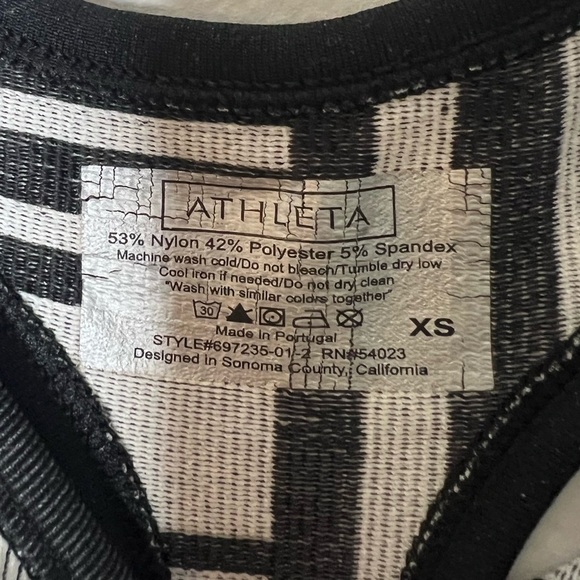 ATHLETA
53% Nylon 42% Polyester 5% Spandex
Machine wash cold/Do not bleach/Tumble dry low
Cool iron if needed/Do not dry clean
"Wash with similar colors together"
30
XS
Made in Portugal
STYLE#697235-01-2 RN#54023
Designed in Sonoma County, California